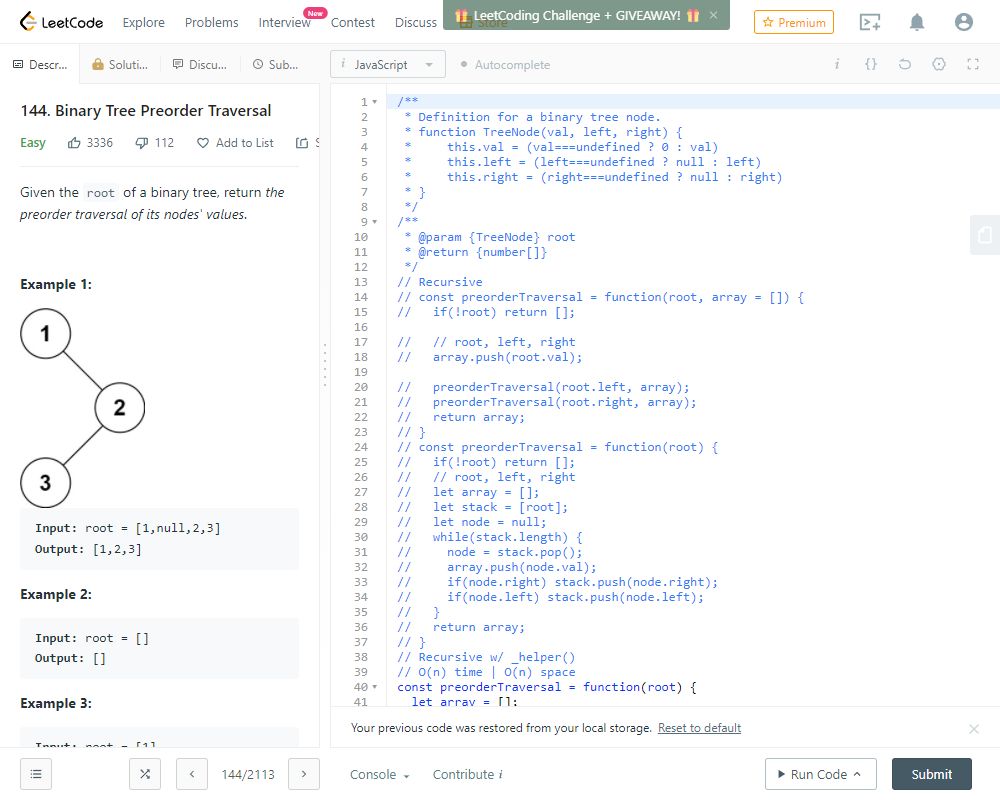 LeetCode
Explore
Problems
Interview
New
Contest
Discuss
Store
LeetCoding Challenge + GIVEAWAY!
×
Premium
Descr...
Soluti...
Discu...
Sub...
i JavaScript
Autocomplete
i
{}
144. Binary Tree Preorder Traversal
Easy
3336
112
Add to List
S
Given the root of a binary tree, return the
preorder traversal of its nodes' values.
Example 1:
1
2
3
Input: root = [1,null,2,3]
Output: [1,2,3]
Example 2:
Input: root = []
Output: []
Example 3:
Input: root = [1]
1 /**
2  * Definition for a binary tree node.
3  * function TreeNode(val, left, right) {
4  *     this.val = (val===undefined ? 0 : val)
5  *     this.left = (left===undefined ? null : left)
6  *     this.right = (right===undefined ? null : right)
7  * }
8  */
9 /**
10  * @param {TreeNode} root
11  * @return {number[]}
12  */
13 // Recursive
14 // const preorderTraversal = function(root, array = []) {
15 //   if(!root) return [];
16
17 //   // root, left, right
18 //   array.push(root.val);
19
20 //   preorderTraversal(root.left, array);
21 //   preorderTraversal(root.right, array);
22 //   return array;
23 // }
24 // const preorderTraversal = function(root) {
25 //   if(!root) return [];
26 //   // root, left, right
27 //   let array = [];
28 //   let stack = [root];
29 //   let node = null;
30 //   while(stack.length) {
31 //     node = stack.pop();
32 //     array.push(node.val);
33 //     if(node.right) stack.push(node.right);
34 //     if(node.left) stack.push(node.left);
35 //   }
36 //   return array;
37 // }
38 // Recursive w/ _helper()
39 // O(n) time | O(n) space
40 const preorderTraversal = function(root) {
41   let array = [];
Your previous code was restored from your local storage. Reset to default
144/2113
Console
Contribute i
Run Code
Submit